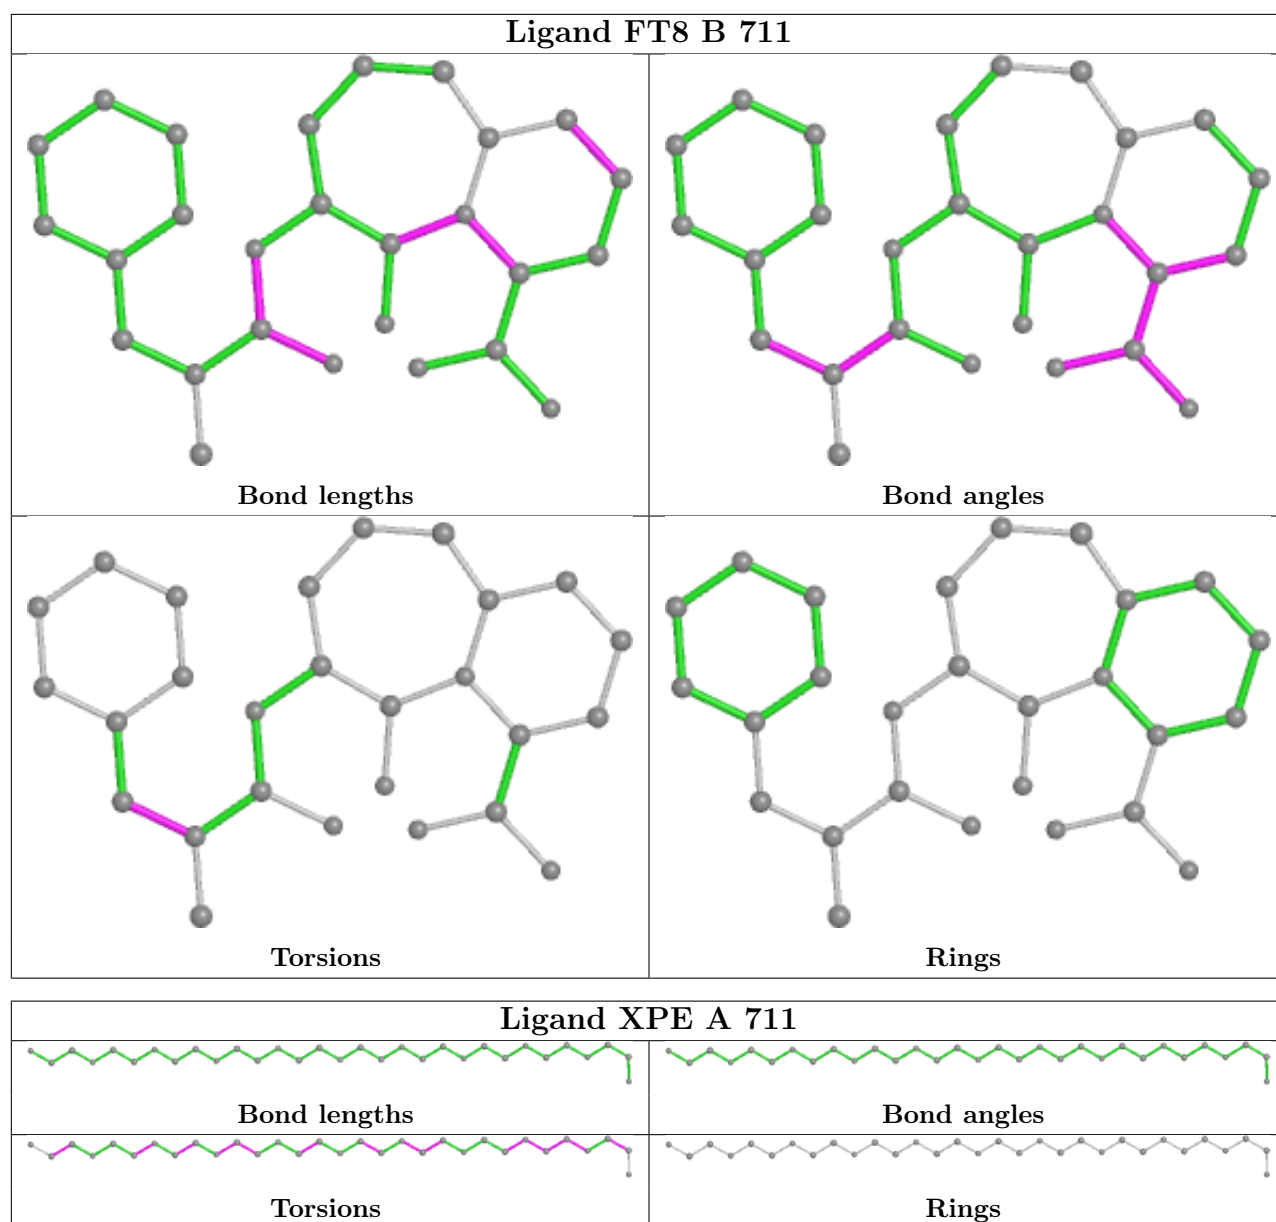 Ligand FT8 B 711
Bond lengths
Bond angles
Torsions
Rings
Ligand XPE A 711
Bond lengths
Bond angles
Torsions
Rings